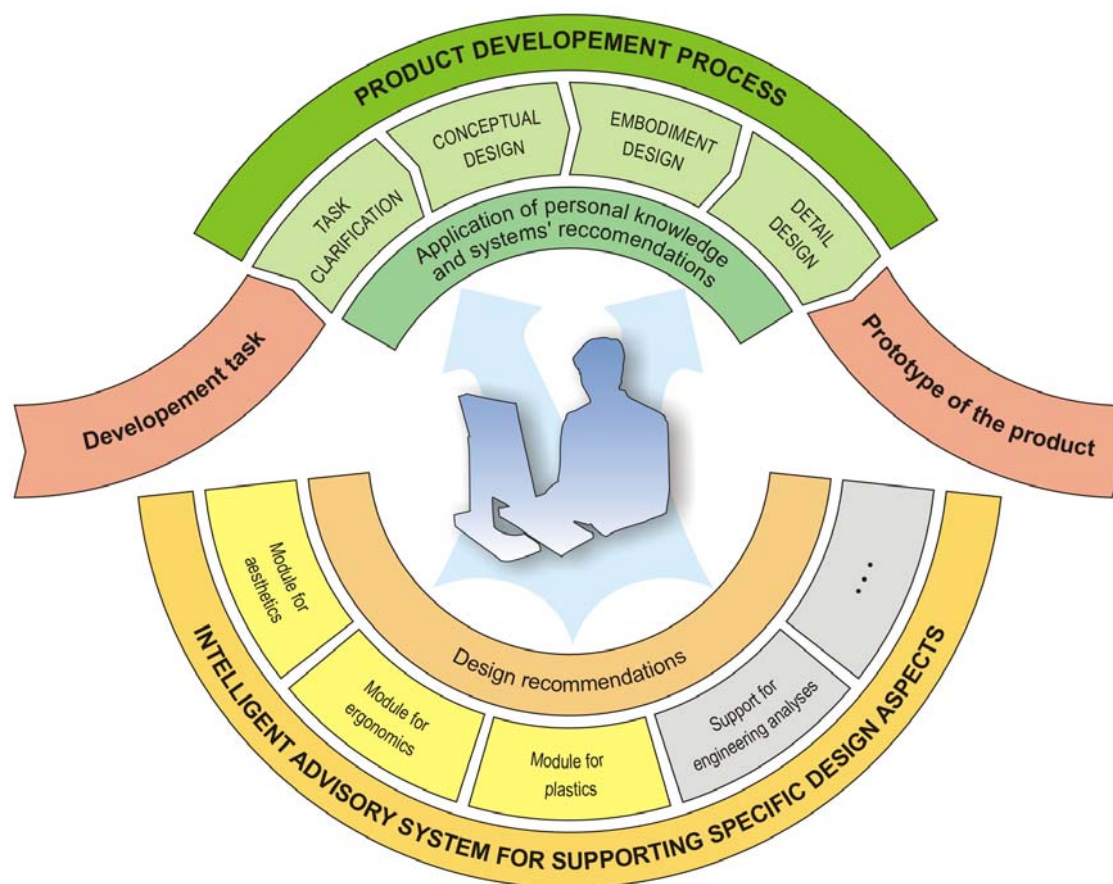 PRODUCT DEVELOPEMENT PROCESS
TASK
CLARIFICATION
CONCEPTUAL
DESIGN
EMBODIMENT
DESIGN
DETAIL
DESIGN
Application of personal knowledge
and systems' reccomendations
Developement task
Prototype of the product
Design recommendations
Module for
aesthetics
Module for
ergonomics
Module for
plastics
Support for
engineering analyses
...
INTELLIGENT ADVISORY SYSTEM FOR SUPPORTING SPECIFIC DESIGN ASPECTS